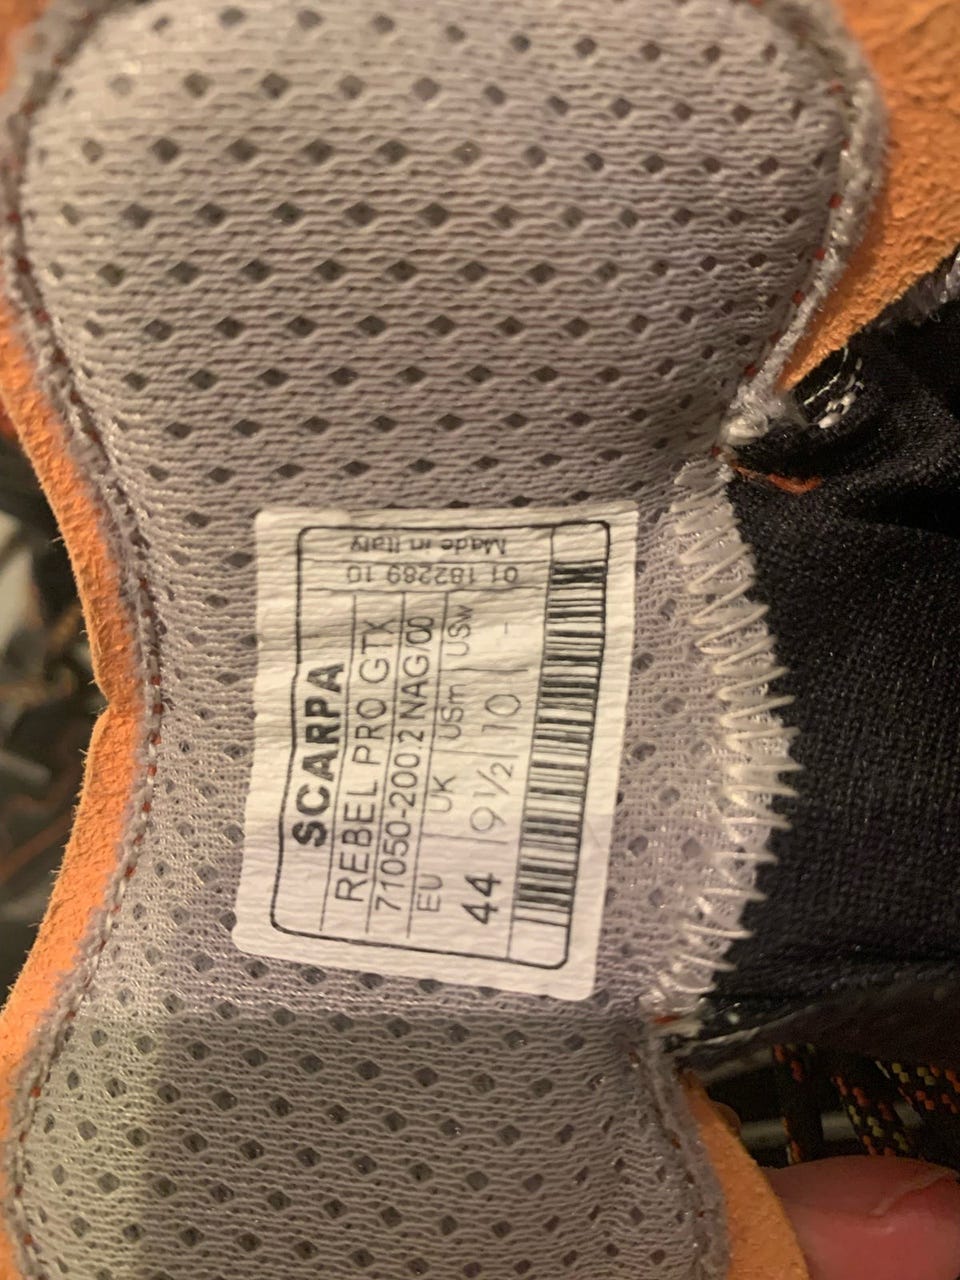 SCARPA
REBEL PRO GTX
71050-200.2 NAG/00
EU UK USm USw
44 9½ 10 -
01 182289 10
Made in Italy